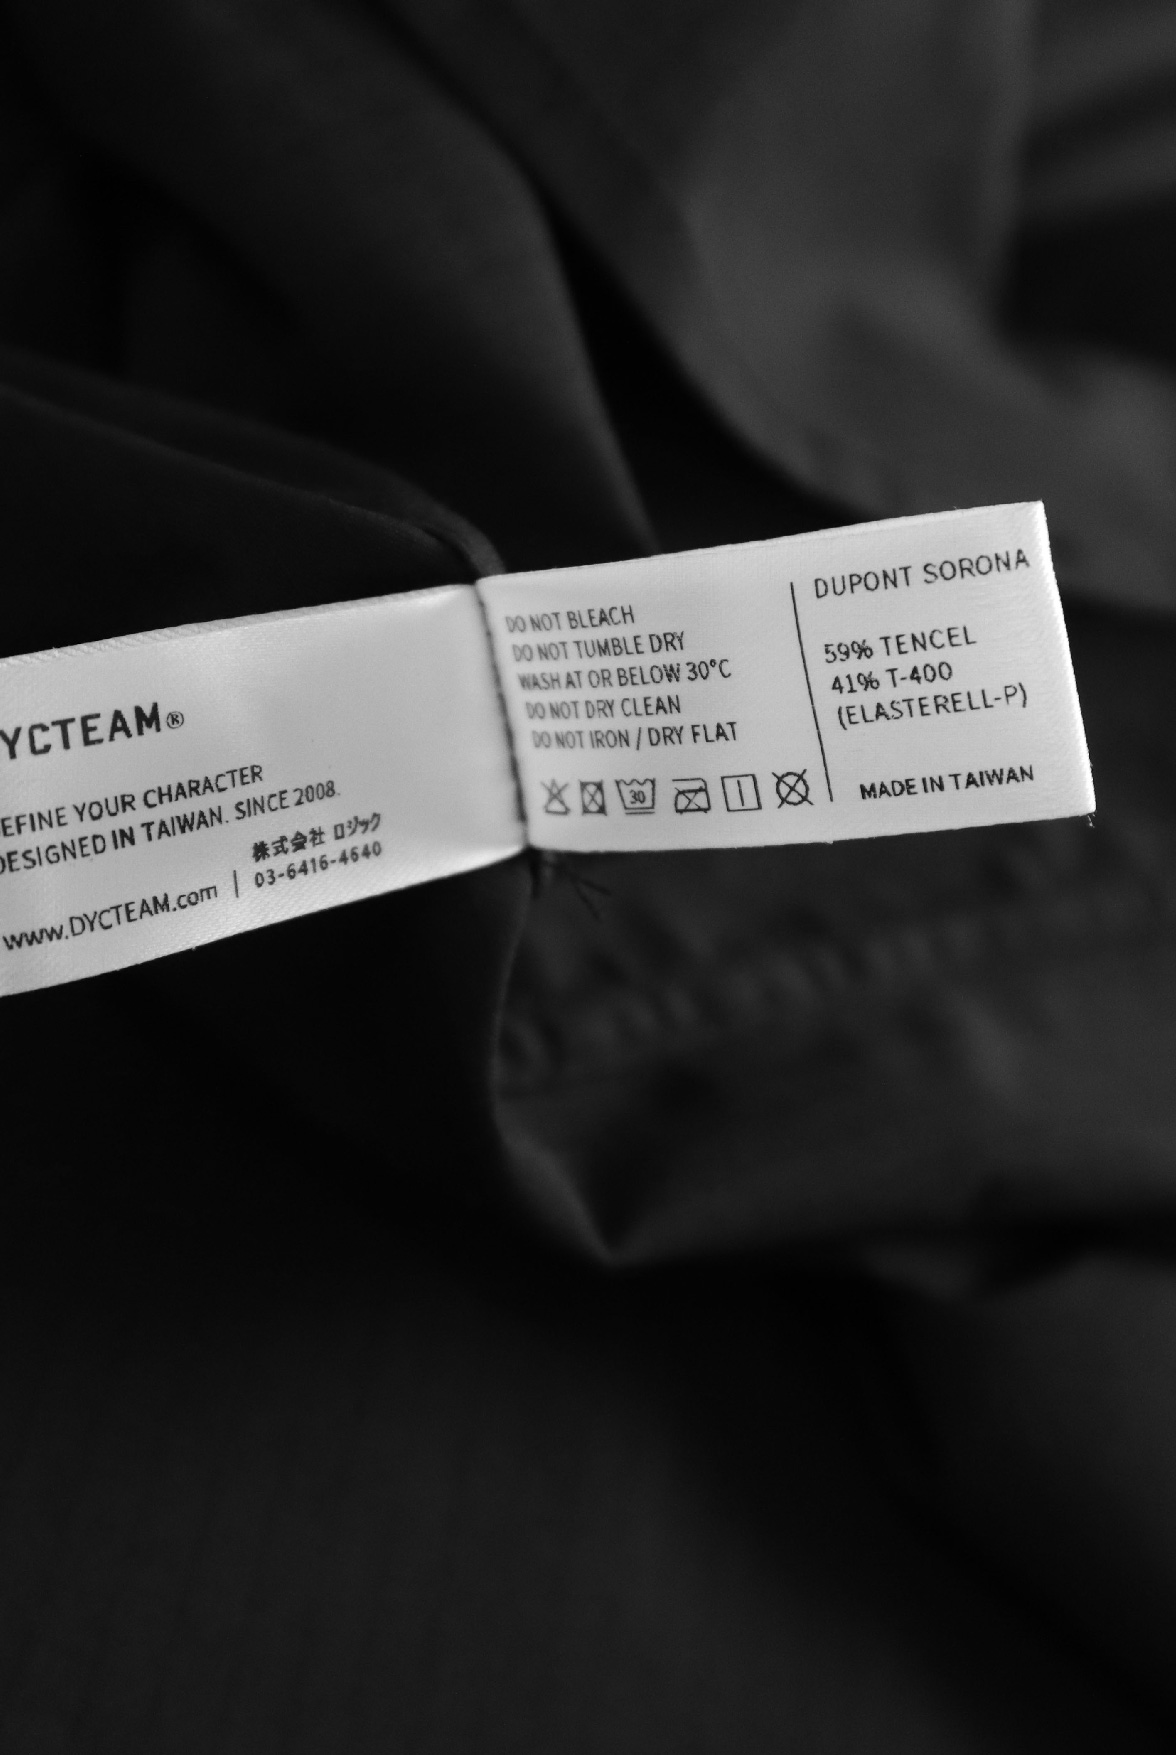 YCTEAM®
EFINE YOUR CHARACTER
DESIGNED IN TAIWAN. SINCE 2008.
www.DYCTEAM.com
株式会社 ロジック
03-6416-4640
DO NOT BLEACH
DO NOT TUMBLE DRY
WASH AT OR BELOW 30°C
DO NOT DRY CLEAN
DO NOT IRON / DRY FLAT
30
DUPONT SORONA
59% TENCEL
41% T-400
(ELASTERELL-P)
MADE IN TAIWAN